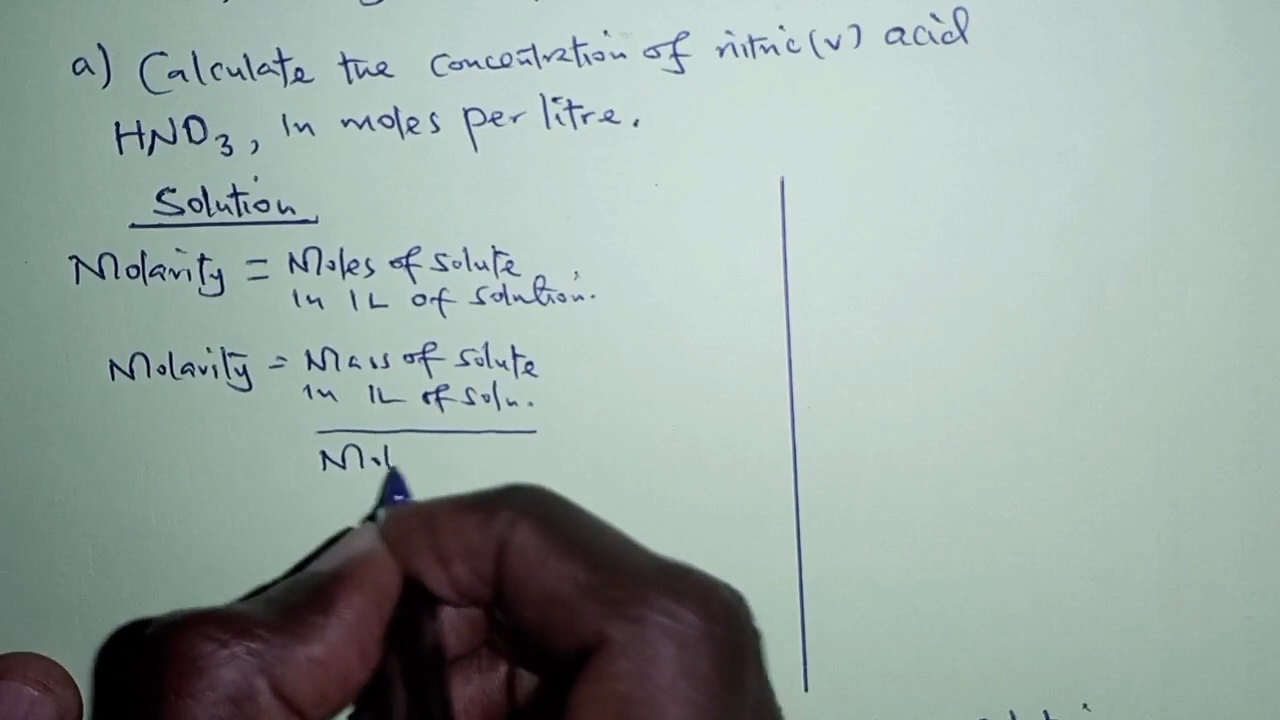 a) Calculate the concentration of nitric(v) acid
HNO3, in moles per litre.
Solution
Molarity = Moles of solute
in 1L of solution.
Molarity = Mass of solute
in 1L of soln.
Mol